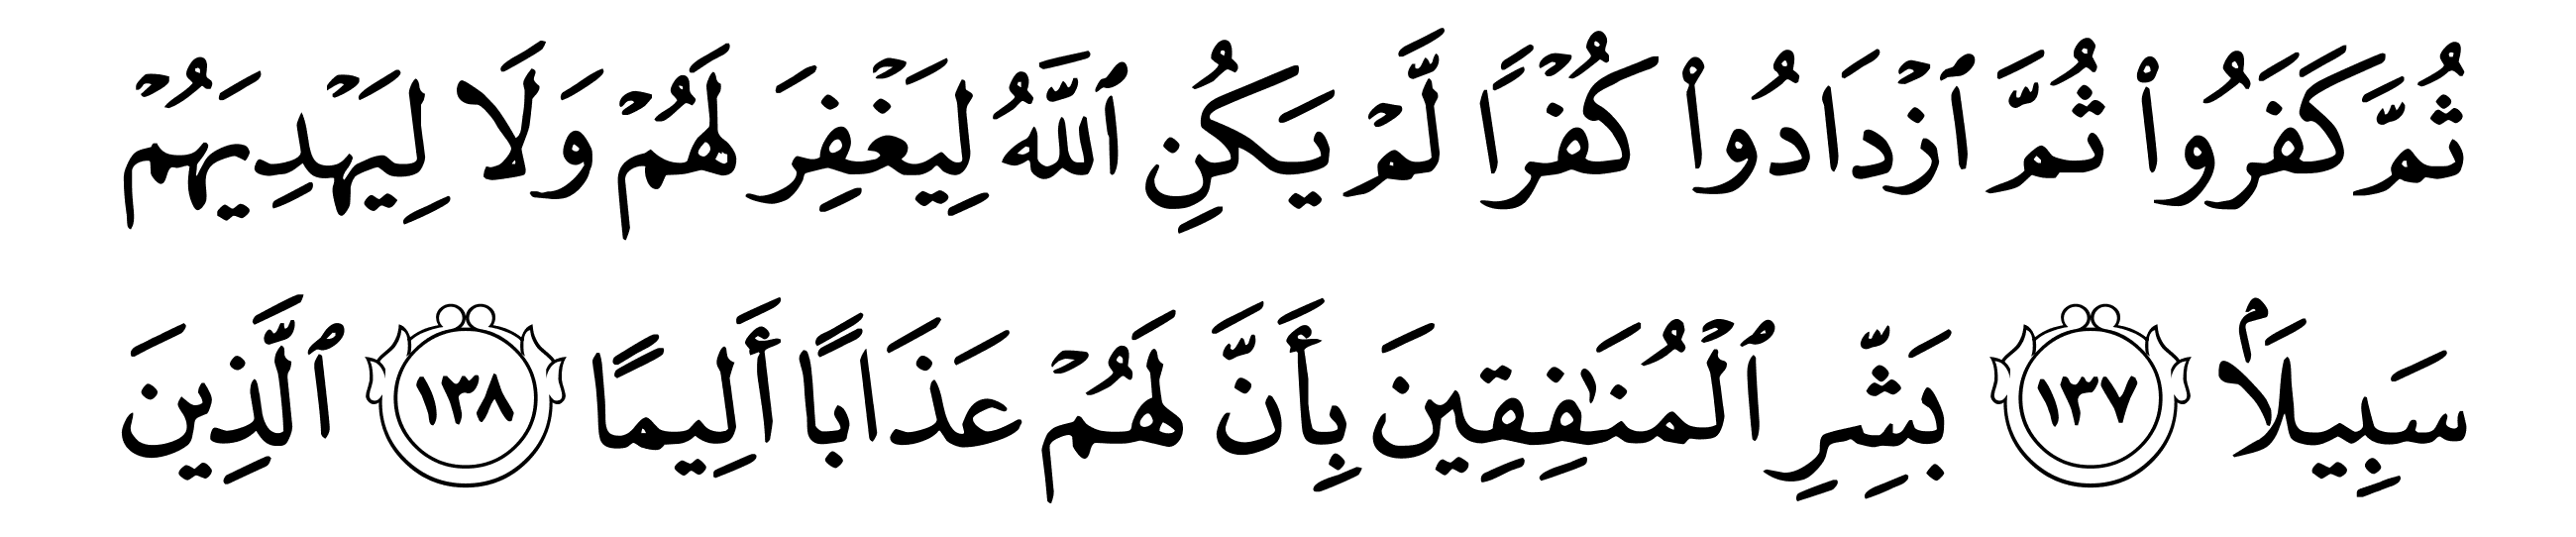 ثُمَّ كَفَرُوا۟ ثُمَّ ٱزْدَادُوا۟ كُفْرًا لَّمْ يَكُنِ ٱللَّهُ لِيَغْفِرَ لَهُمْ وَلَا لِيَهْدِيَهُمْ
سَبِيلَۢا ١٣٧ بَشِّرِ ٱلْمُنَٰفِقِينَ بِأَنَّ لَهُمْ عَذَابًا أَلِيمًا ١٣٨ ٱلَّذِينَ